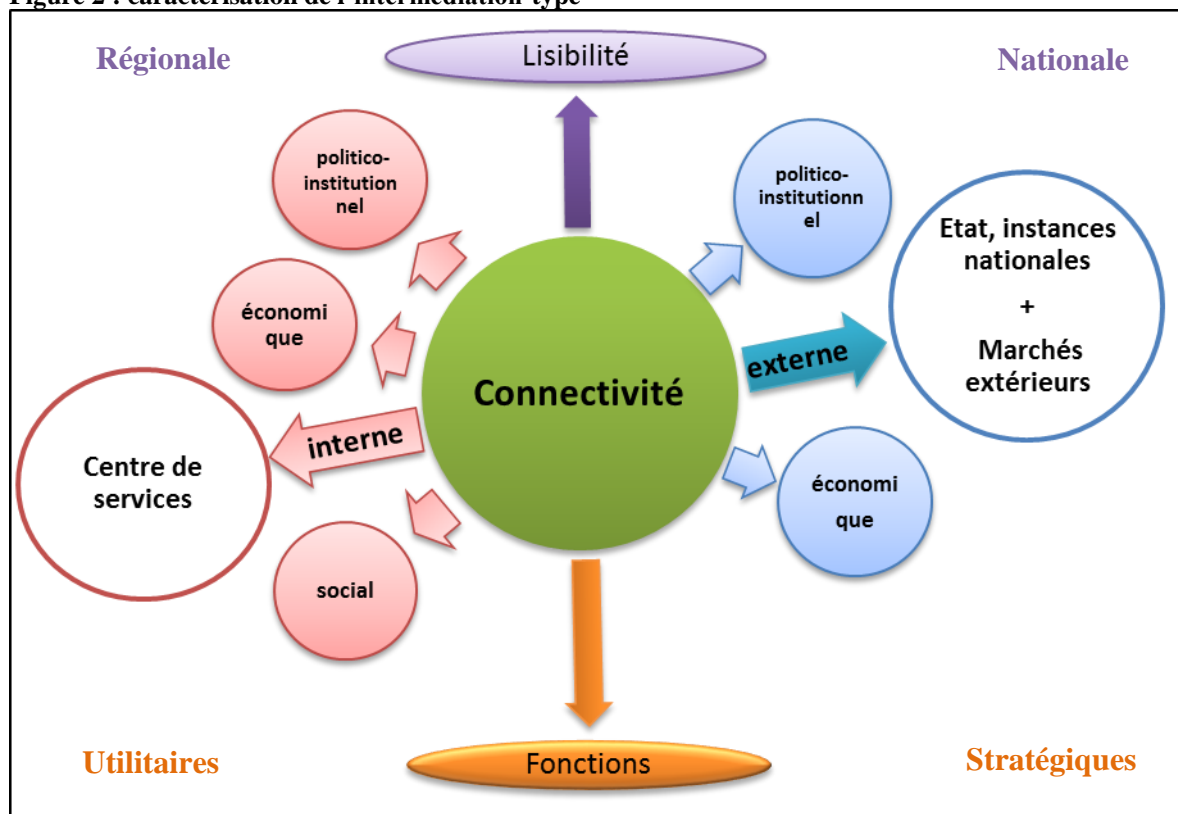 Figure 2 : caractérisation de l'intermédiation-type
Régionale
Lisibilité
Nationale
politico-
institution
nel
politico-
institutionn
el
Etat, instances
nationales
+
Marchés
extérieurs
économi
que
externe
Connectivité
interne
Centre de
services
économi
que
social
Utilitaires
Fonctions
Stratégiques